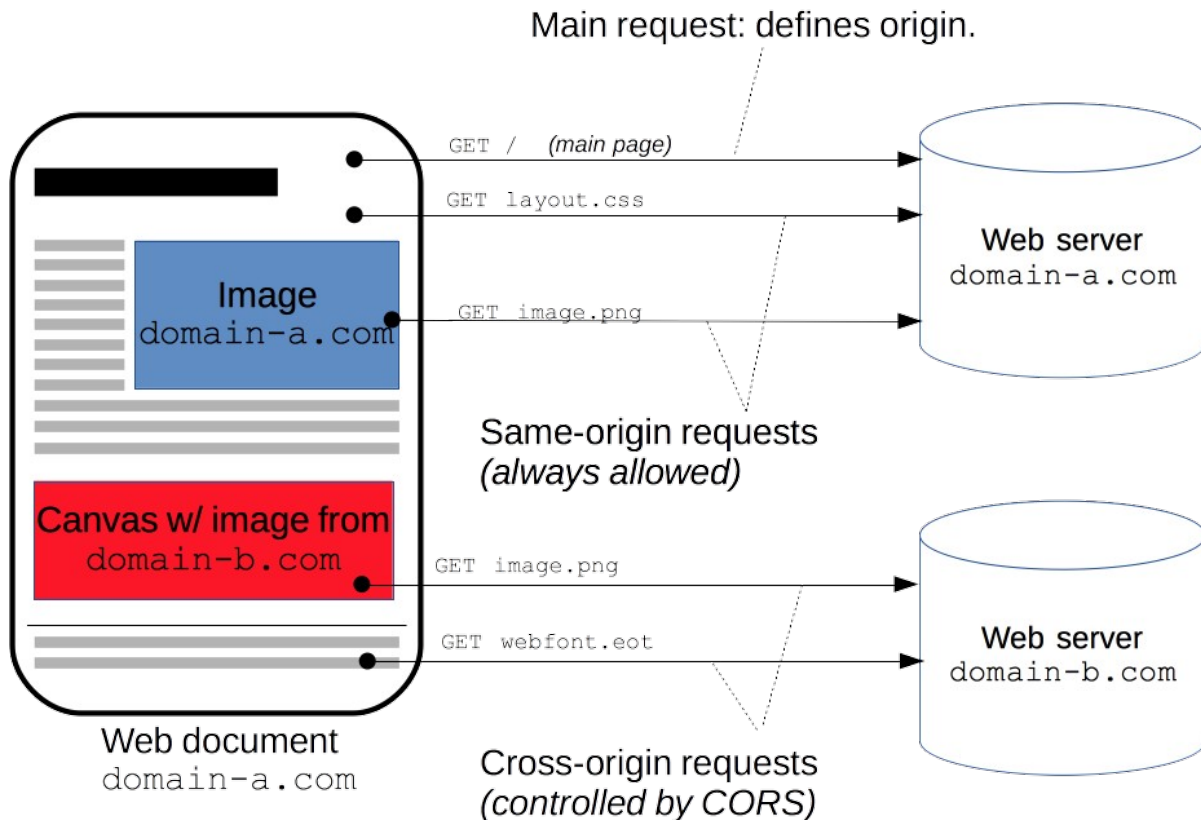 Main request: defines origin.
GET / (main page)
GET layout.css
Web server
domain-a.com
Image
domain-a.com
GET image.png
Same-origin requests
(always allowed)
Canvas w/ image from
domain-b.com
GET image.png
GET webfont.eot
Web server
domain-b.com
Web document
domain-a.com
Cross-origin requests
(controlled by CORS)